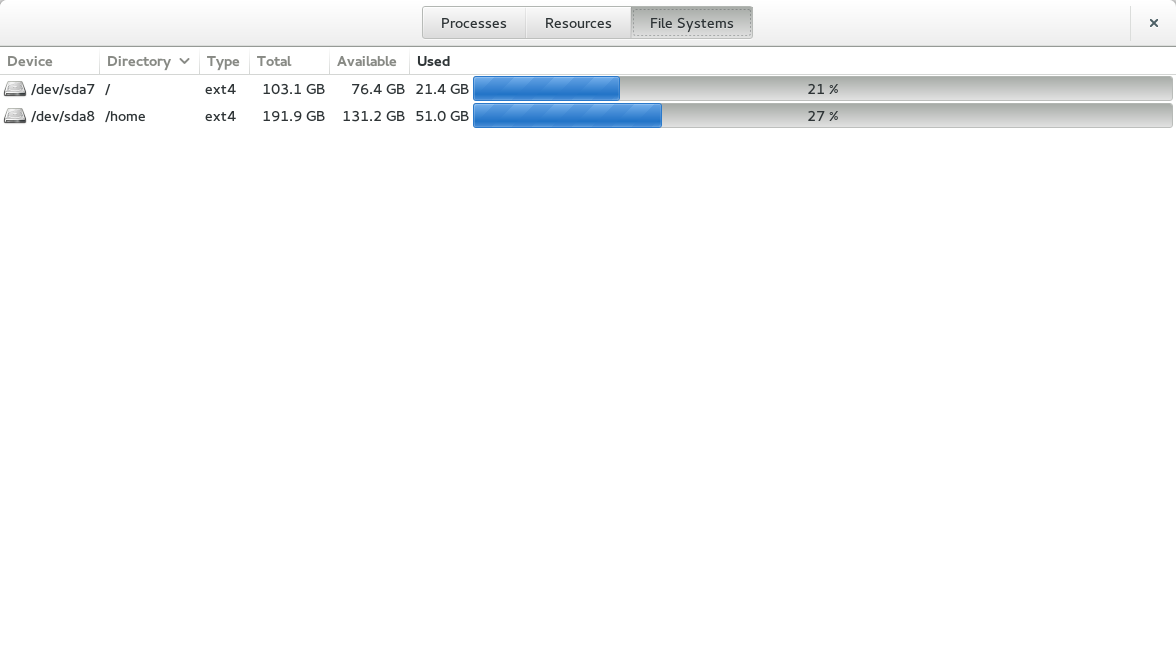 Processes Resources File Systems ×
Device Directory Type Total Available Used
/dev/sda7 / ext4 103.1 GB 76.4 GB 21.4 GB 21 %
/dev/sda8 /home ext4 191.9 GB 131.2 GB 51.0 GB 27 %